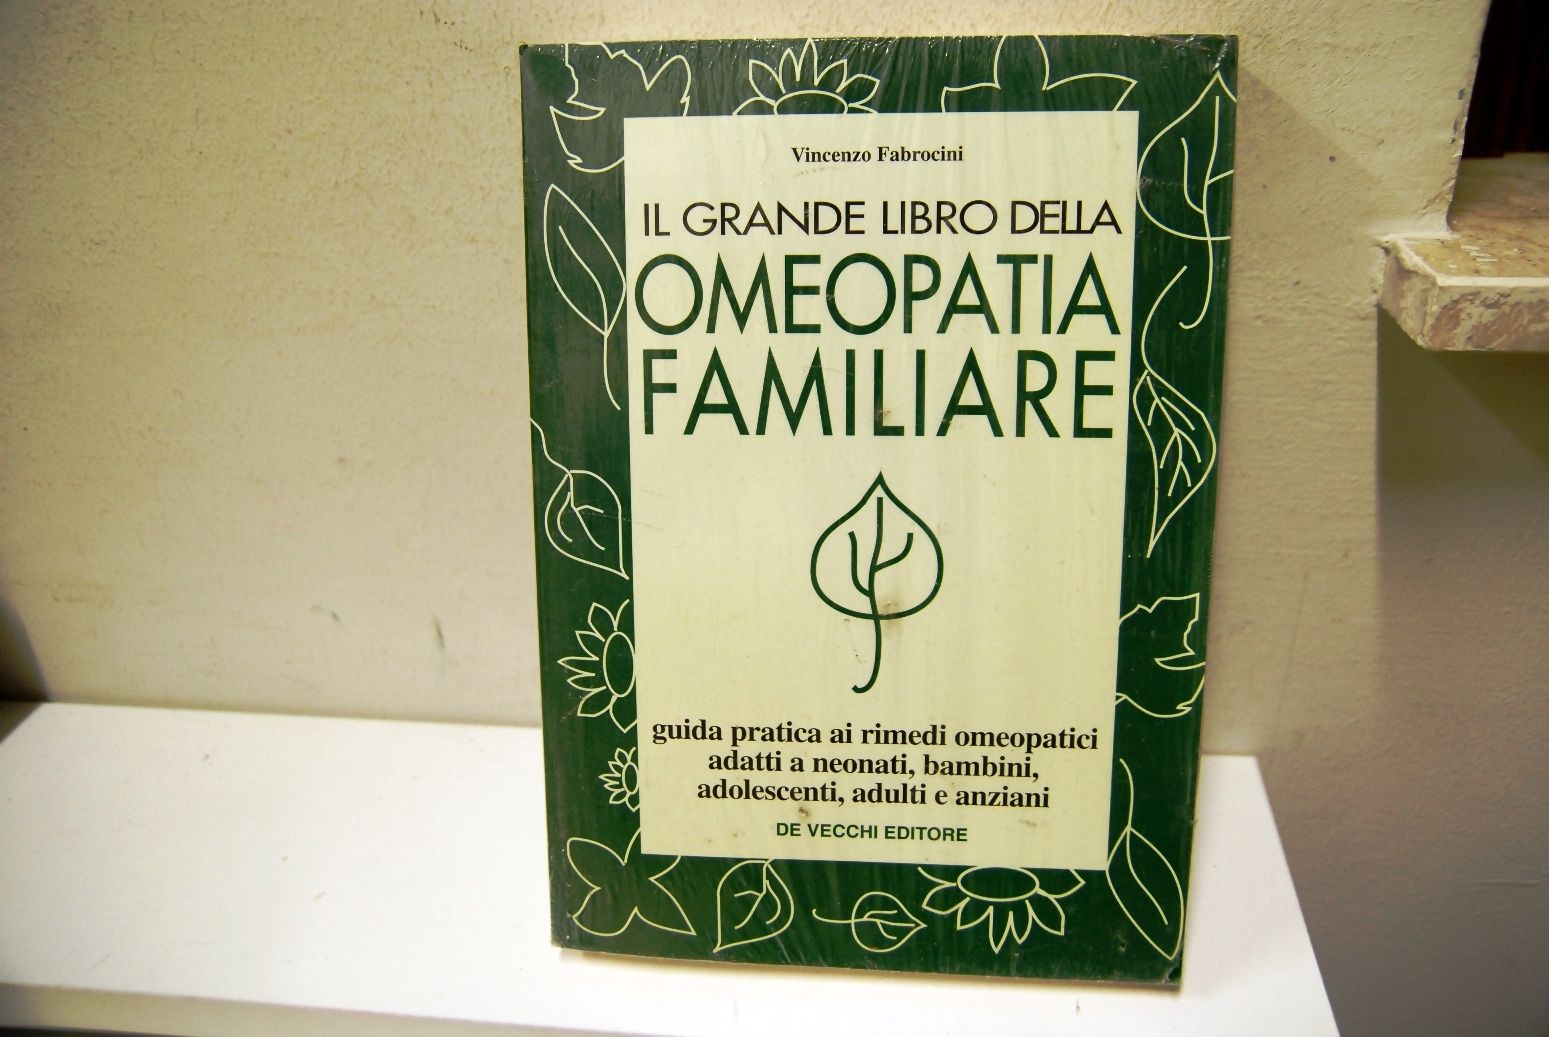 Vincenzo Fabrocini
IL GRANDE LIBRO DELLA
OMEOPATIA
FAMILIARE
guida pratica ai rimedi omeopatici
adatti a neonati, bambini,
adolescenti, adulti e anziani
DE VECCHI EDITORE